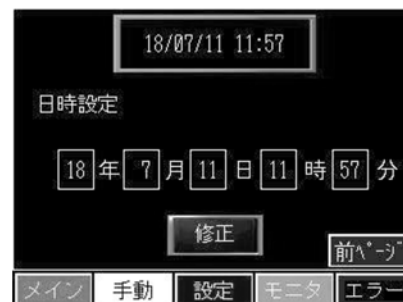 18/07/11 11:57
日時設定
18 年 7 月 11 日 11 時 57 分
修正
前ﾍﾟｰｼﾞ
メイン 手動 設定 モニタ エラー